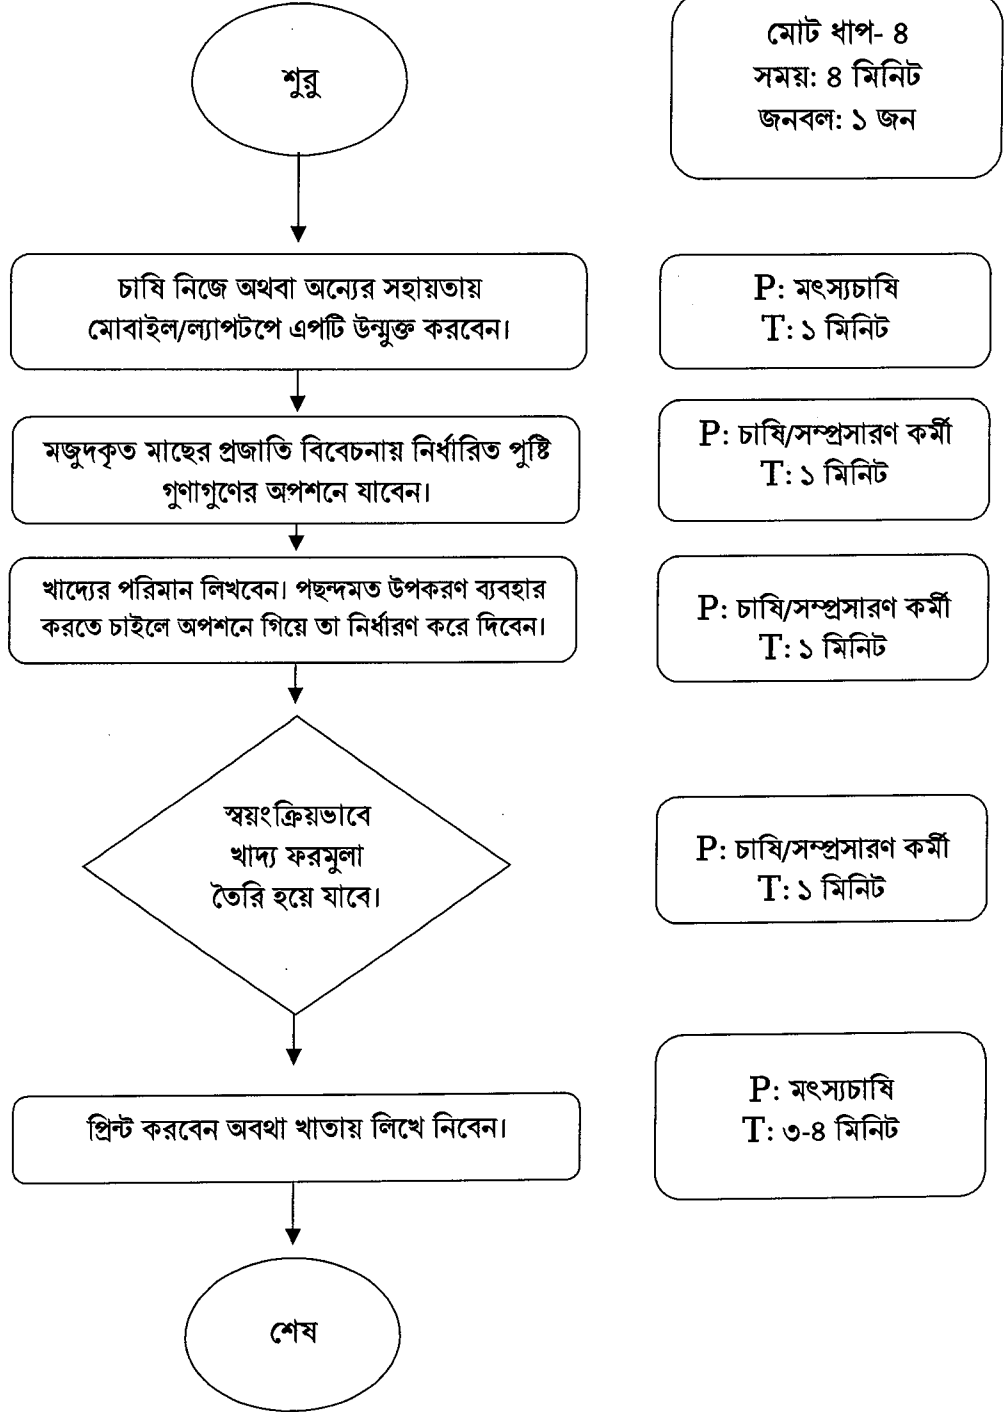 শুরু
মোট ধাপ- ৪
সময়: ৪ মিনিট
জনবল: ১ জন
চাষি নিজে অথবা অন্যের সহায়তায়
মোবাইল/ল্যাপটপে এপটি উন্মুক্ত করবেন।
P: মৎস্যচাষি
T: ১ মিনিট
মজুদকৃত মাছের প্রজাতি বিবেচনায় নির্ধারিত পুষ্টি
গুণাগুণের অপশনে যাবেন।
P: চাষি/সম্প্রসারণ কর্মী
T: ১ মিনিট
খাদ্যের পরিমান লিখবেন। পছন্দমত উপকরণ ব্যবহার
করতে চাইলে অপশনে গিয়ে তা নির্ধারণ করে দিবেন।
P: চাষি/সম্প্রসারণ কর্মী
T: ১ মিনিট
স্বয়ংক্রিয়ভাবে
খাদ্য ফরমুলা
তৈরি হয়ে যাবে।
P: চাষি/সম্প্রসারণ কর্মী
T: ১ মিনিট
প্রিন্ট করবেন অবথা খাতায় লিখে নিবেন।
P: মৎস্যচাষি
T: ৩-৪ মিনিট
শেষ